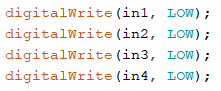 digitalWrite(in1, LOW);
digitalWrite(in2, LOW);
digitalWrite(in3, LOW);
digitalWrite(in4, LOW);